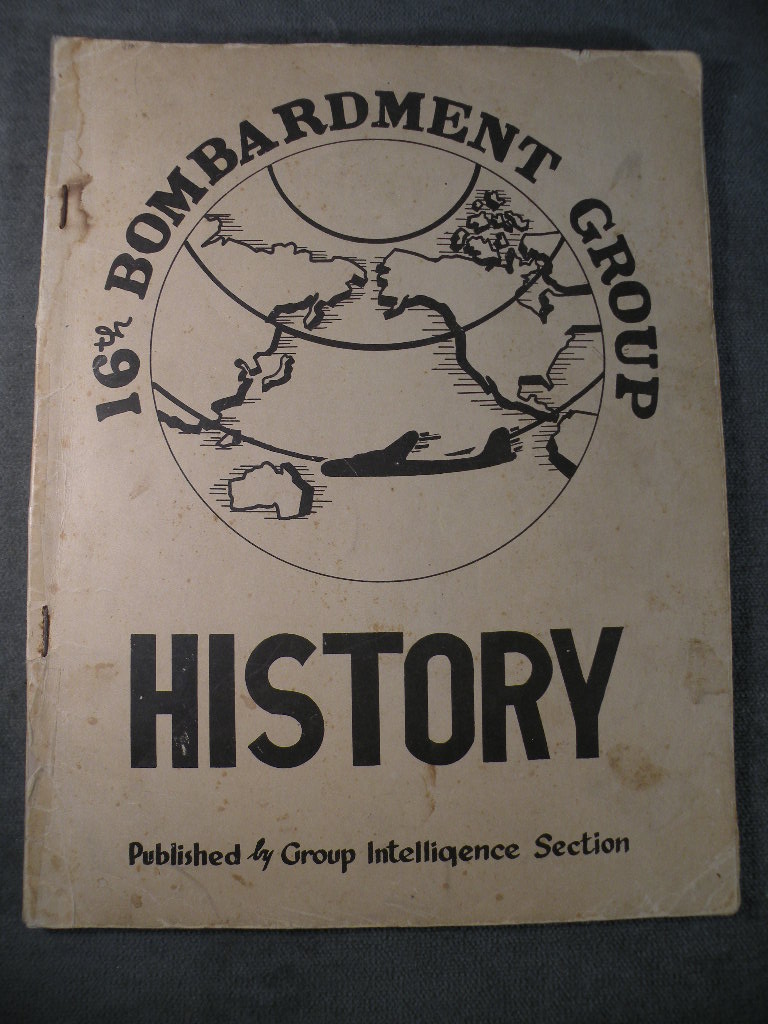 16th BOMBARDMENT GROUP
HISTORY
Published by Group Intelligence Section